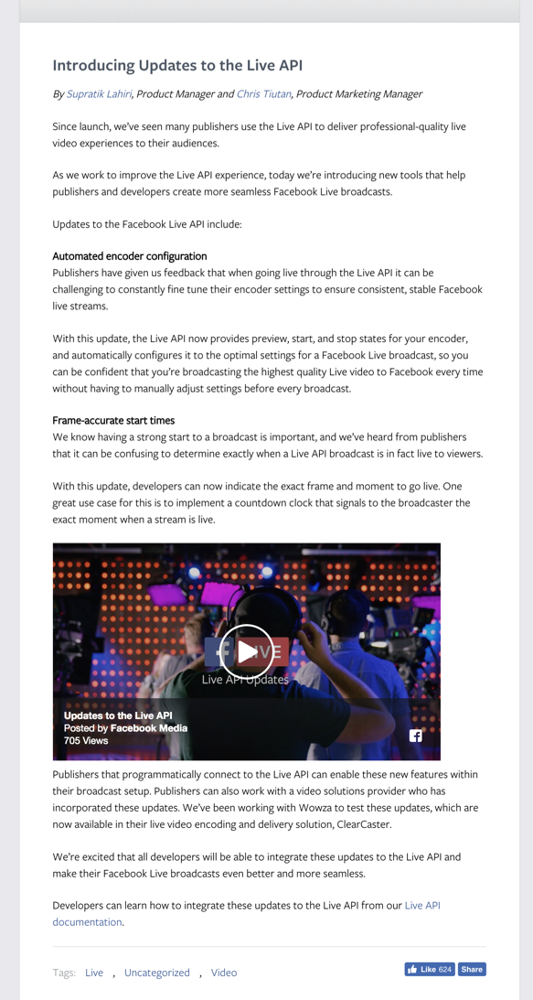 Introducing Updates to the Live API
By Supratik Lahiri, Product Manager and Chris Tiutan, Product Marketing Manager
Since launch, we've seen many publishers use the Live API to deliver professional-quality live
video experiences to their audiences.
As we work to improve the Live API experience, today we're introducing new tools that help
publishers and developers create more seamless Facebook Live broadcasts.
Updates to the Facebook Live API include:
Automated encoder configuration
Publishers have given us feedback that when going live through the Live API it can be
challenging to constantly fine tune their encoder settings to ensure consistent, stable Facebook
live streams.
With this update, the Live API now provides preview, start, and stop states for your encoder,
and automatically configures it to the optimal settings for a Facebook Live broadcast, so you
can be confident that you're broadcasting the highest quality Live video to Facebook every time
without having to manually adjust settings before every broadcast.
Frame-accurate start times
We know having a strong start to a broadcast is important, and we've heard from publishers
that it can be confusing to determine exactly when a Live API broadcast is in fact live to viewers.
With this update, developers can now indicate the exact frame and moment to go live. One
great use case for this is to implement a countdown clock that signals to the broadcaster the
exact moment when a stream is live.
LIVE
Live API Updates
Updates to the Live API
Posted by Facebook Media
705 Views
Publishers that programmatically connect to the Live API can enable these new features within
their broadcast setup. Publishers can also work with a video solutions provider who has
incorporated these updates. We've been working with Wowza to test these updates, which are
now available in their live video encoding and delivery solution, ClearCaster.
We're excited that all developers will be able to integrate these updates to the Live API and
make their Facebook Live broadcasts even better and more seamless.
Developers can learn how to integrate these updates to the Live API from our Live API
documentation.
Tags: Live , Uncategorized , Video
Like 624 Share